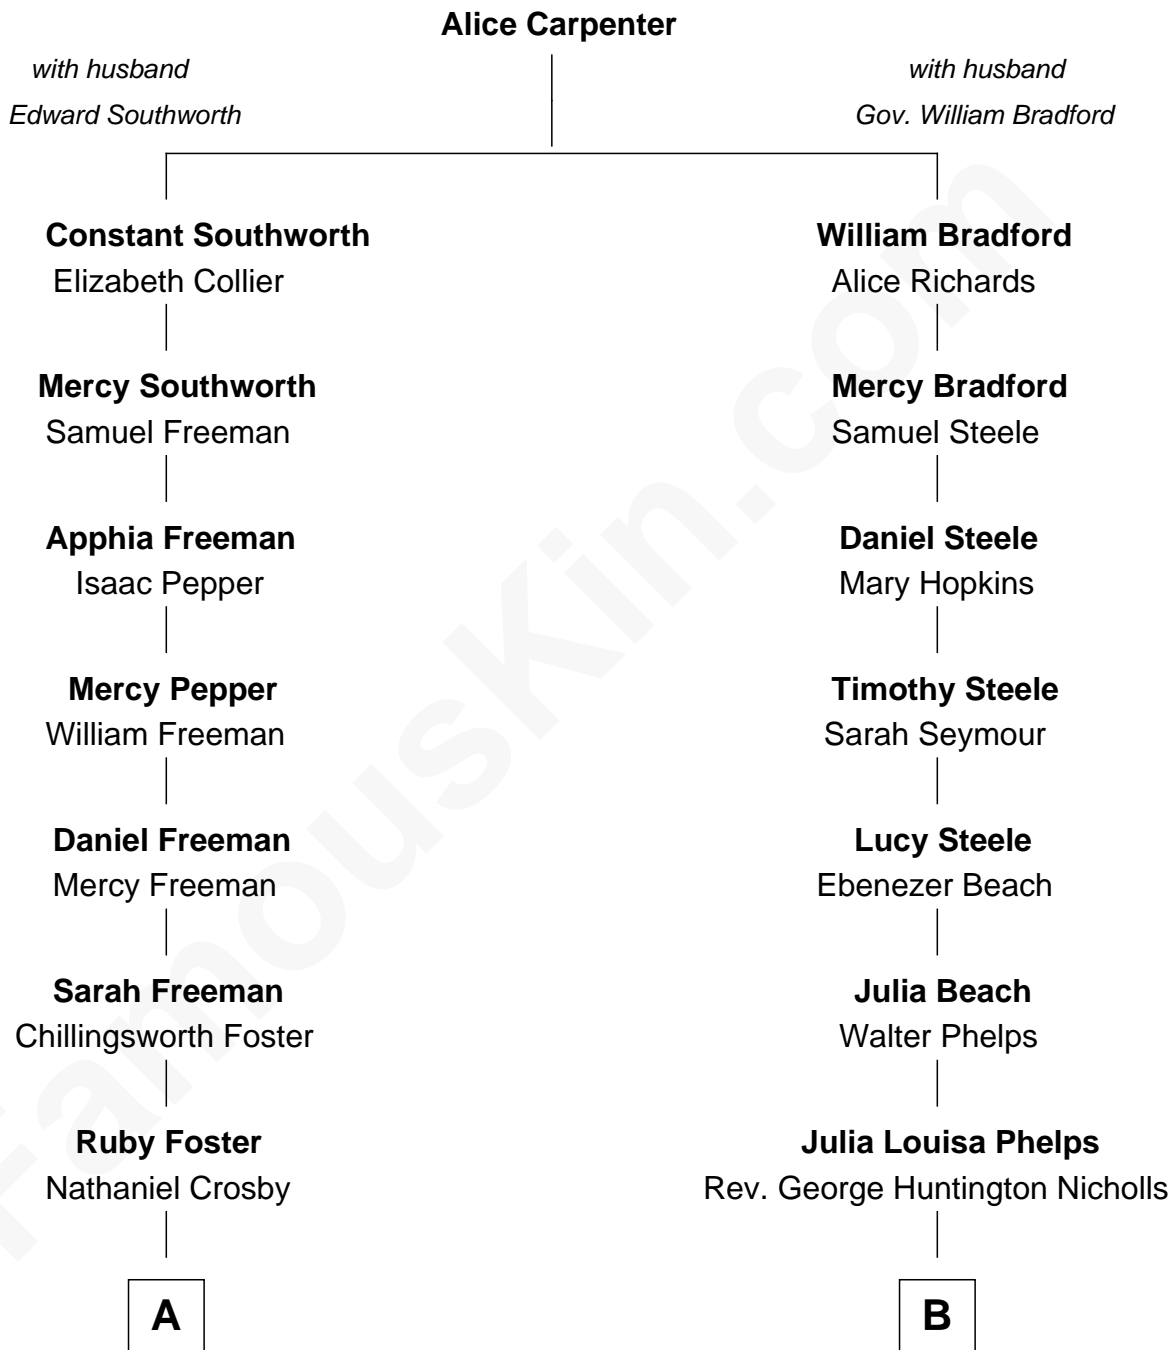 Alice Carpenter
with husband
Edward Southworth
with husband
Gov. William Bradford
Constant Southworth
Elizabeth Collier
William Bradford
Alice Richards
Mercy Southworth
Samuel Freeman
Mercy Bradford
Samuel Steele
Apphia Freeman
Isaac Pepper
Daniel Steele
Mary Hopkins
Mercy Pepper
William Freeman
Timothy Steele
Sarah Seymour
Daniel Freeman
Mercy Freeman
Lucy Steele
Ebenezer Beach
Sarah Freeman
Chillingsworth Foster
Julia Beach
Walter Phelps
Ruby Foster
Nathaniel Crosby
Julia Louisa Phelps
Rev. George Huntington Nicholls
A
B
FamousKin.com